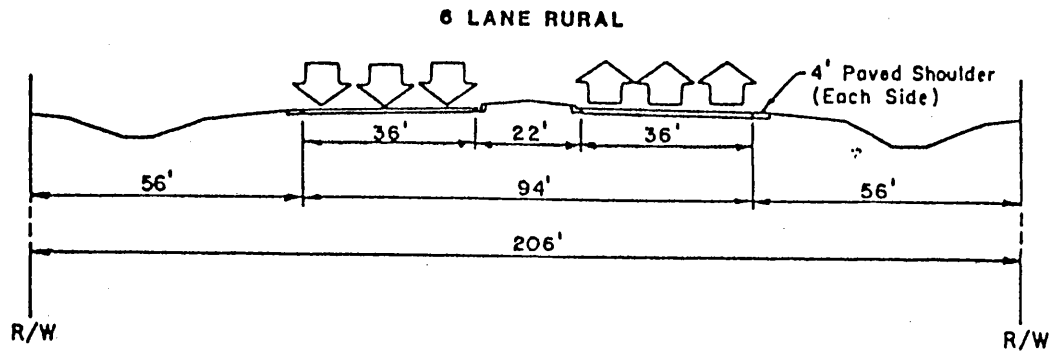 6 LANE RURAL
4' Paved Shoulder
(Each Side)
36'
22'
36'
56'
94'
56'
206'
R/W
R/W